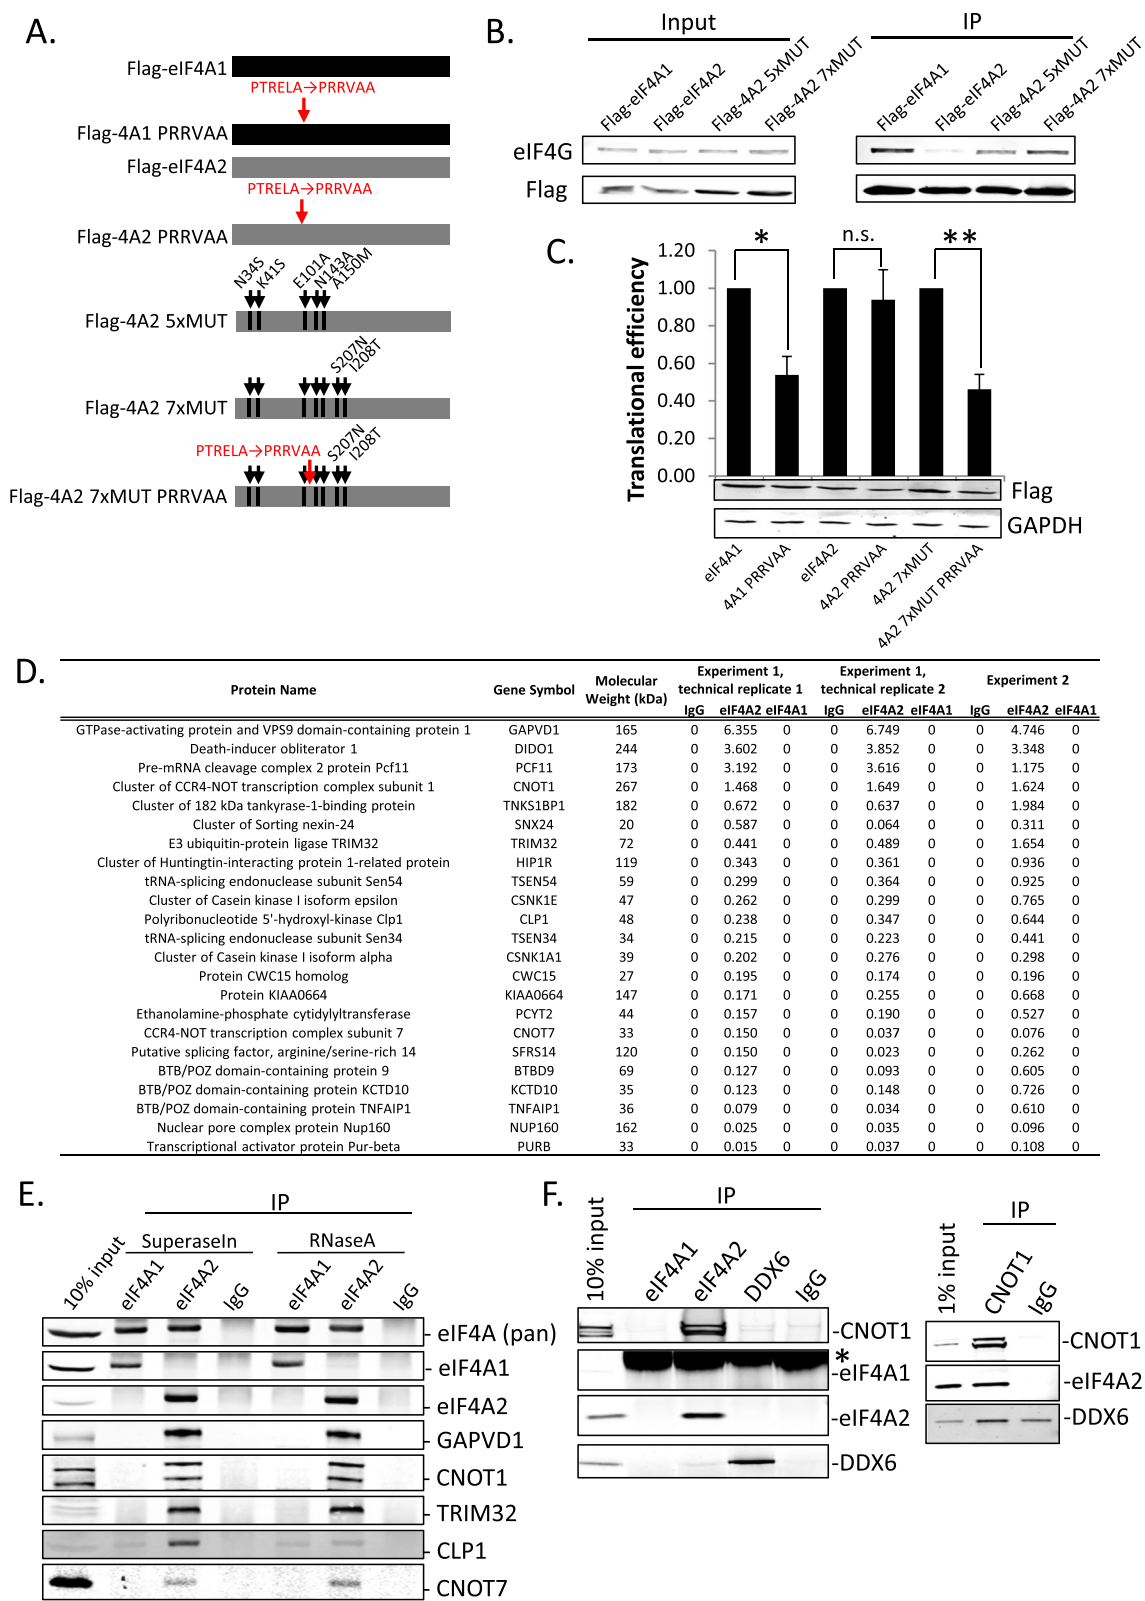 A.
Flag-eIF4A1
PTRELA→PRRVAA
Flag-4A1 PRRVAA
Flag-eIF4A2
PTRELA→PRRVAA
Flag-4A2 PRRVAA
N34S K41S E101A N143A A150M
Flag-4A2 5xMUT
S207N I208T
Flag-4A2 7xMUT
S207N I208T
PTRELA→PRRVAA
Flag-4A2 7xMUT PRRVAA
B.
Input IP
Flag-eIF4A1 Flag-eIF4A2 Flag-4A2 5xMUT Flag-4A2 7xMUT Flag-eIF4A1 Flag-eIF4A2 Flag-4A2 5xMUT Flag-4A2 7xMUT
eIF4G
Flag
C.
Translational efficiency
1.20
1.00
0.80
0.60
0.40
0.20
0.00
* n.s. **
Flag
GAPDH
eIF4A1 4A1 PRRVAA eIF4A2 4A2 PRRVAA 4A2 7xMUT 4A2 7xMUT PRRVAA
D.
Protein Name Gene Symbol Molecular Weight (kDa) Experiment 1, technical replicate 1 Experiment 1, technical replicate 2 Experiment 2
IgG eIF4A2 eIF4A1 IgG eIF4A2 eIF4A1 IgG eIF4A2 eIF4A1
GTPase-activating protein and VPS9 domain-containing protein 1 GAPVD1 165 0 6.355 0 0 6.749 0 0 4.746 0
Death-inducer obliterator 1 DIDO1 244 0 3.602 0 0 3.852 0 0 3.348 0
Pre-mRNA cleavage complex 2 protein Pcf11 PCF11 173 0 3.192 0 0 3.616 0 0 1.175 0
Cluster of CCR4-NOT transcription complex subunit 1 CNOT1 267 0 1.468 0 0 1.649 0 0 1.624 0
Cluster of 182 kDa tankyrase-1-binding protein TNKS1BP1 182 0 0.672 0 0 0.637 0 0 1.984 0
Cluster of Sorting nexin-24 SNX24 20 0 0.587 0 0 0.064 0 0 0.311 0
E3 ubiquitin-protein ligase TRIM32 TRIM32 72 0 0.441 0 0 0.489 0 0 1.654 0
Cluster of Huntingtin-interacting protein 1-related protein HIP1R 119 0 0.343 0 0 0.361 0 0 0.936 0
tRNA-splicing endonuclease subunit Sen54 TSEN54 59 0 0.299 0 0 0.364 0 0 0.925 0
Cluster of Casein kinase I isoform epsilon CSNK1E 47 0 0.262 0 0 0.299 0 0 0.765 0
Polyribonucleotide 5'-hydroxyl-kinase Clp1 CLP1 48 0 0.238 0 0 0.347 0 0 0.644 0
tRNA-splicing endonuclease subunit Sen34 TSEN34 34 0 0.215 0 0 0.223 0 0 0.441 0
Cluster of Casein kinase I isoform alpha CSNK1A1 39 0 0.202 0 0 0.276 0 0 0.298 0
Protein CWC15 homolog CWC15 27 0 0.195 0 0 0.174 0 0 0.196 0
Protein KIAA0664 KIAA0664 147 0 0.171 0 0 0.255 0 0 0.668 0
Ethanolamine-phosphate cytidylyltransferase PCYT2 44 0 0.157 0 0 0.190 0 0 0.527 0
CCR4-NOT transcription complex subunit 7 CNOT7 33 0 0.150 0 0 0.037 0 0 0.076 0
Putative splicing factor, arginine/serine-rich 14 SFRS14 120 0 0.150 0 0 0.023 0 0 0.262 0
BTB/POZ domain-containing protein 9 BTBD9 69 0 0.127 0 0 0.093 0 0 0.605 0
BTB/POZ domain-containing protein KCTD10 KCTD10 35 0 0.123 0 0 0.148 0 0 0.726 0
BTB/POZ domain-containing protein TNFAIP1 TNFAIP1 36 0 0.079 0 0 0.034 0 0 0.610 0
Nuclear pore complex protein Nup160 NUP160 162 0 0.025 0 0 0.035 0 0 0.096 0
Transcriptional activator protein Pur-beta PURB 33 0 0.015 0 0 0.037 0 0 0.108 0
E.
IP
SuperaseIn RNaseA
10% input eIF4A1 eIF4A2 IgG eIF4A1 eIF4A2 IgG
- eIF4A (pan)
- eIF4A1
- eIF4A2
- GAPVD1
- CNOT1
- TRIM32
- CLP1
- CNOT7
F.
IP
10% input eIF4A1 eIF4A2 DDX6 IgG
-CNOT1
*
-eIF4A1
-eIF4A2
-DDX6
IP
1% input CNOT1 IgG
-CNOT1
-eIF4A2
-DDX6